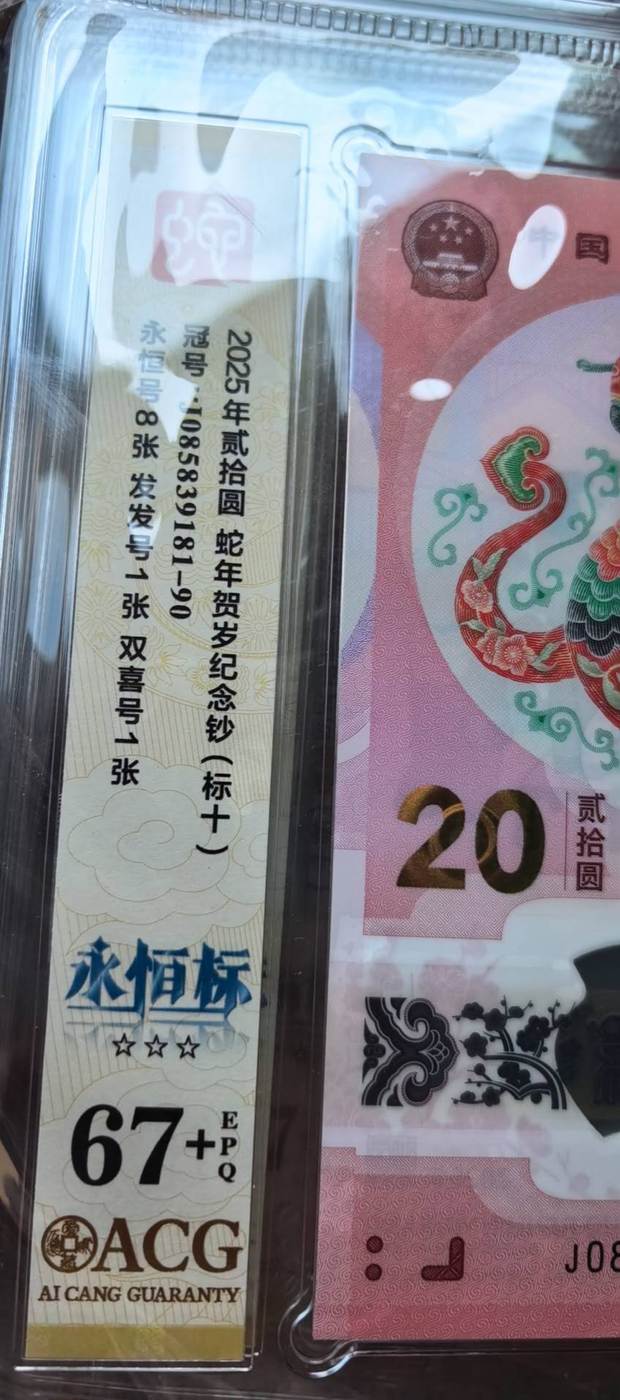 蛇
2025年贰拾圆 蛇年贺岁纪念钞(标十)
冠号:J085839181-90
永恒号8张 发发号1张 双喜号1张
永恒标
☆☆☆
67+
EPQ
ACG
AI CANG GUARANTY
中国
20
贰拾圆
J08